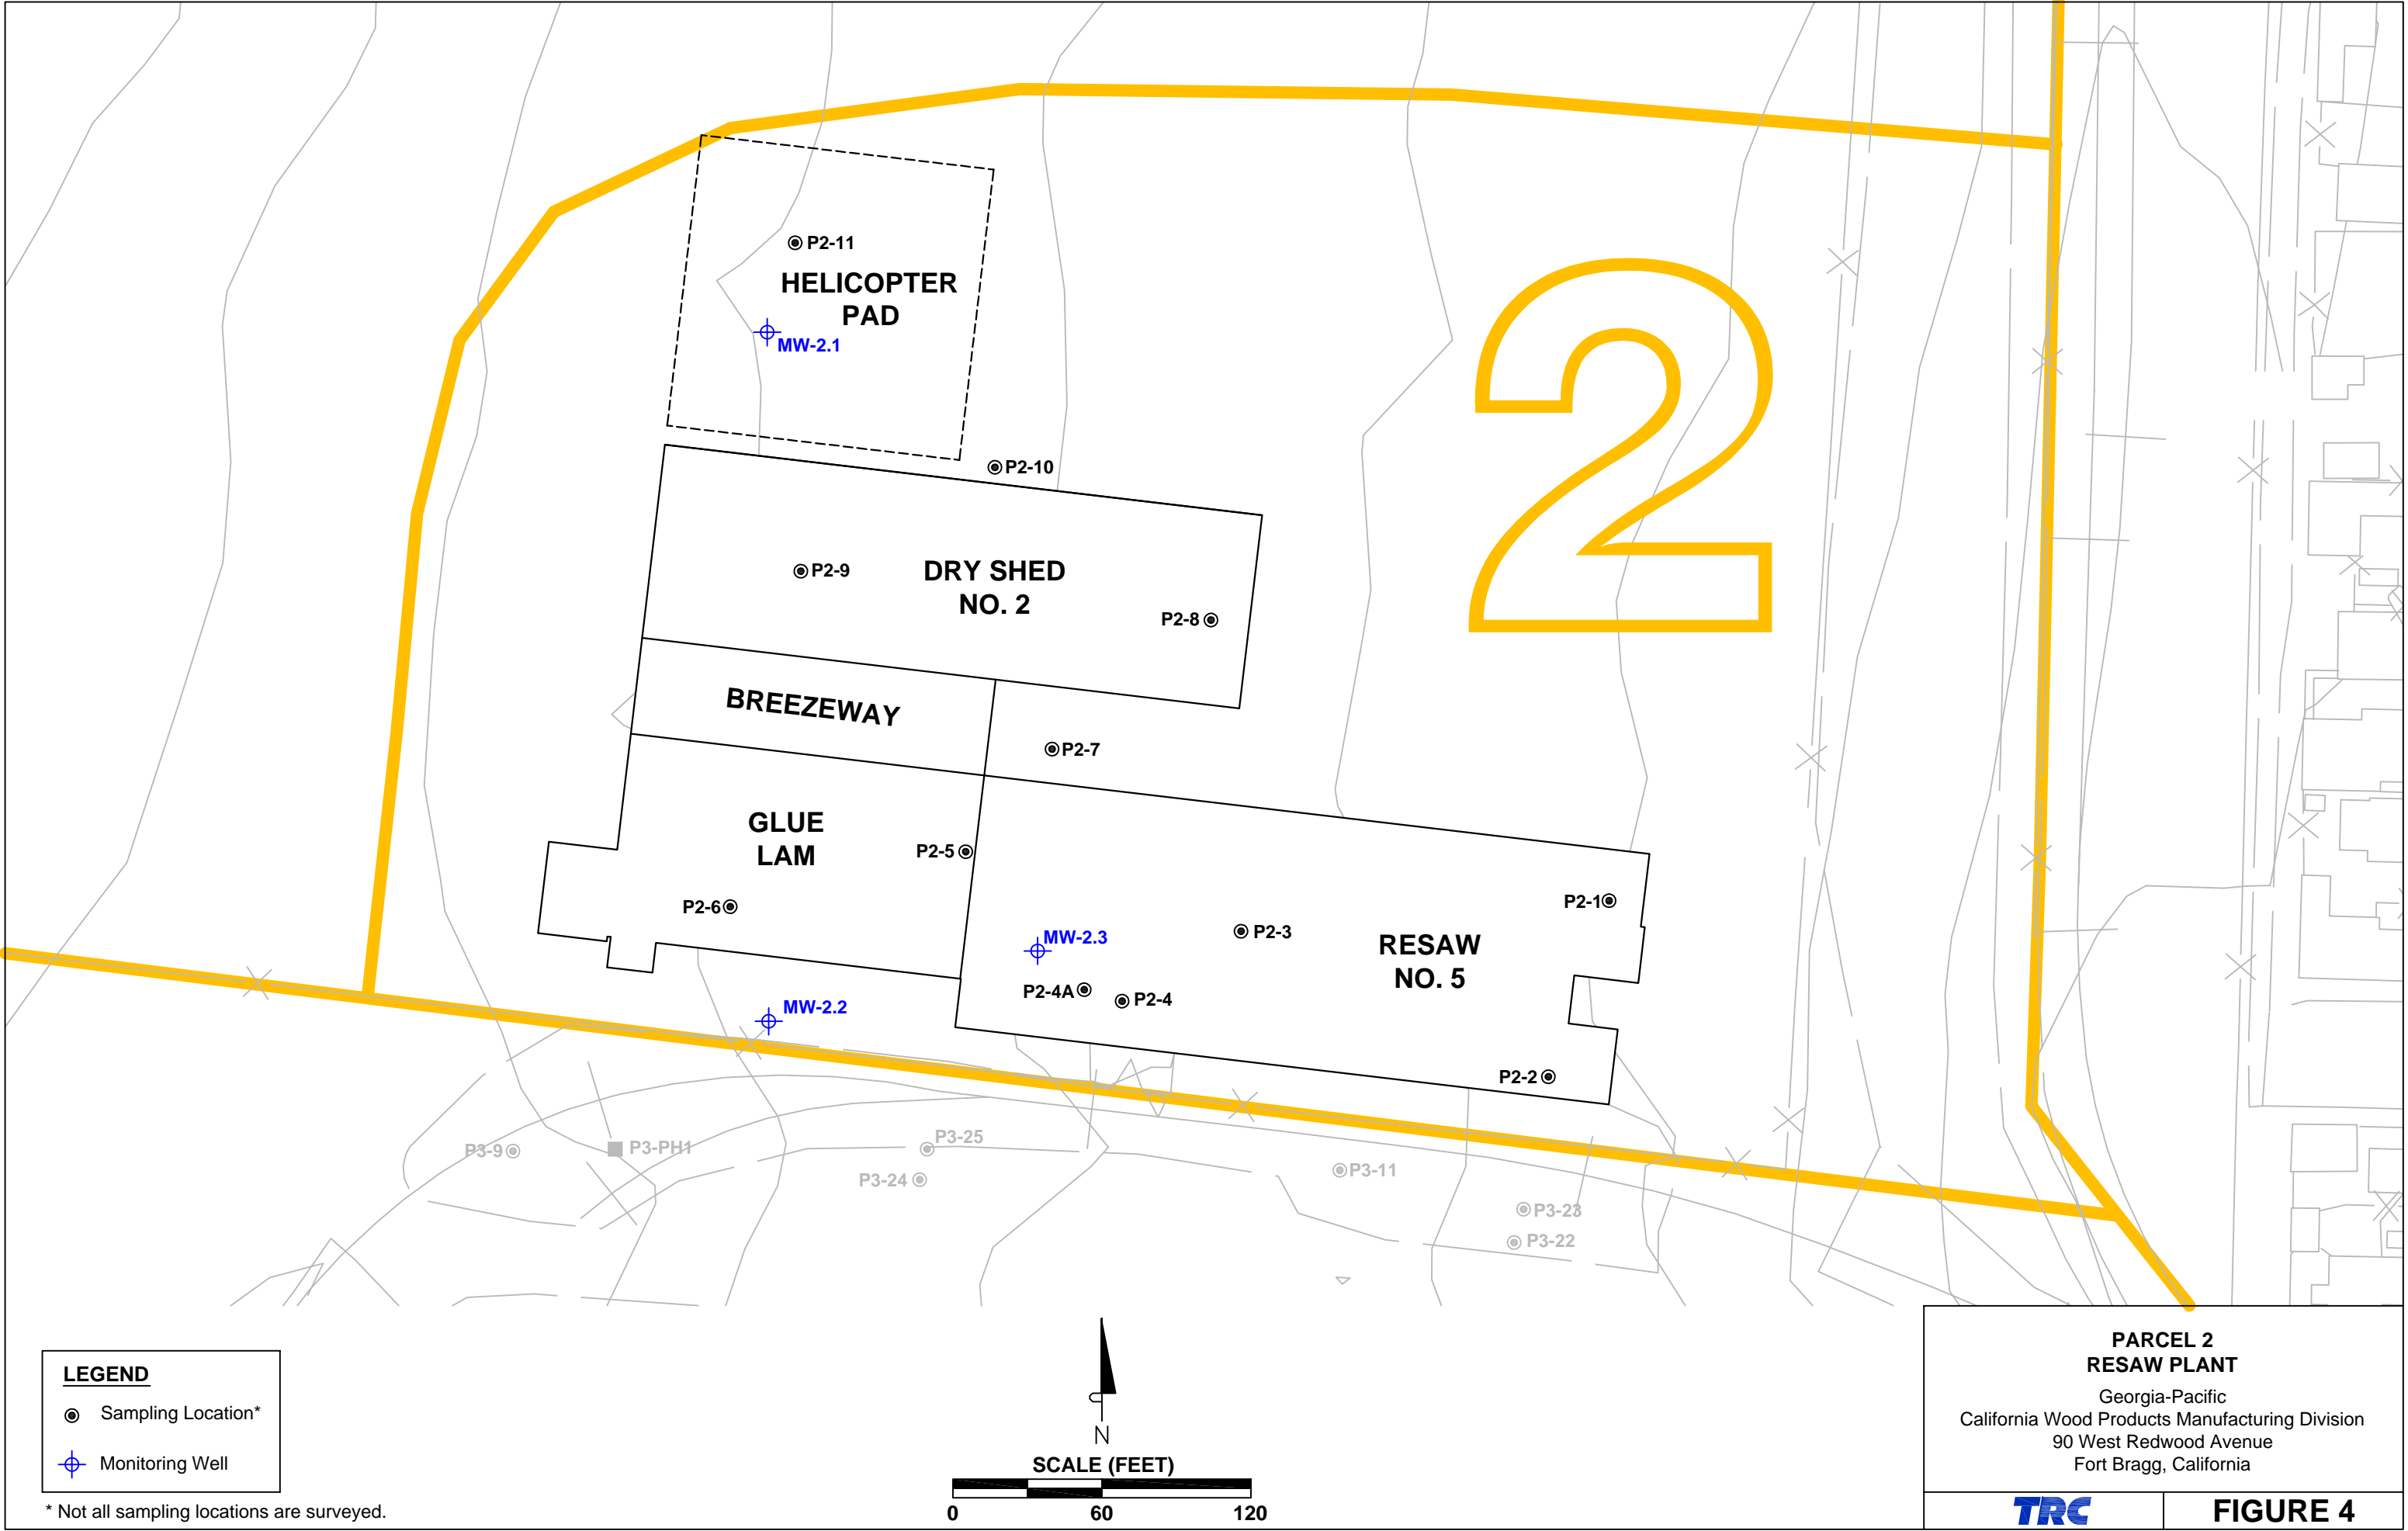 P2-11
HELICOPTER
PAD
MW-2.1
2
P2-10
P2-9
DRY SHED
NO. 2
P2-8
BREEZEWAY
P2-7
GLUE
LAM
P2-5
P2-6
MW-2.3
P2-3
P2-1
RESAW
NO. 5
P2-4A
P2-4
MW-2.2
P2-2
P3-9
P3-PH1
P3-25
P3-24
P3-11
P3-23
P3-22
LEGEND
Sampling Location*
Monitoring Well
* Not all sampling locations are surveyed.
N
SCALE (FEET)
0 60 120
PARCEL 2
RESAW PLANT
Georgia-Pacific
California Wood Products Manufacturing Division
90 West Redwood Avenue
Fort Bragg, California
TRC
FIGURE 4